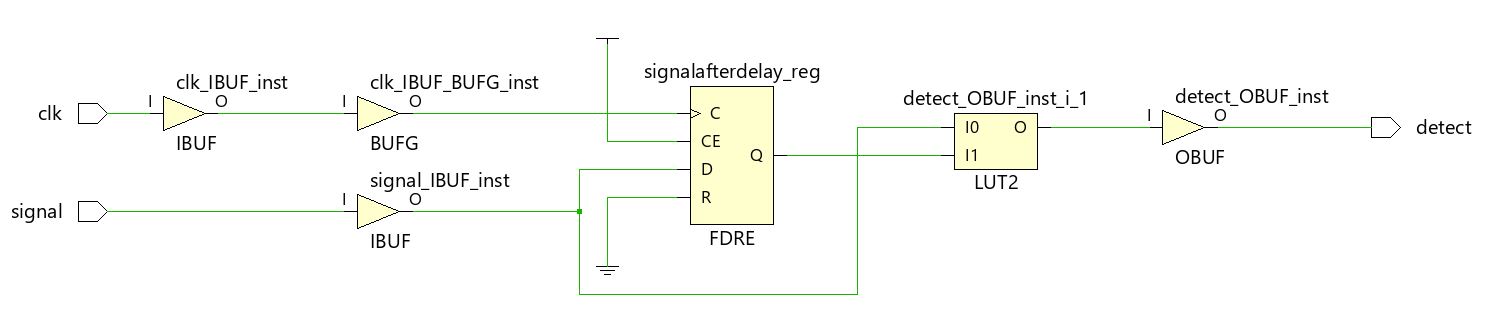 clk
I
clk_IBUF_inst
O
IBUF
I
clk_IBUF_BUFG_inst
O
BUFG
signal
I
signal_IBUF_inst
O
IBUF
signalafterdelay_reg
C
CE
D
R
Q
FDRE
detect_OBUF_inst_i_1
I0
I1
O
LUT2
I
detect_OBUF_inst
O
OBUF
detect